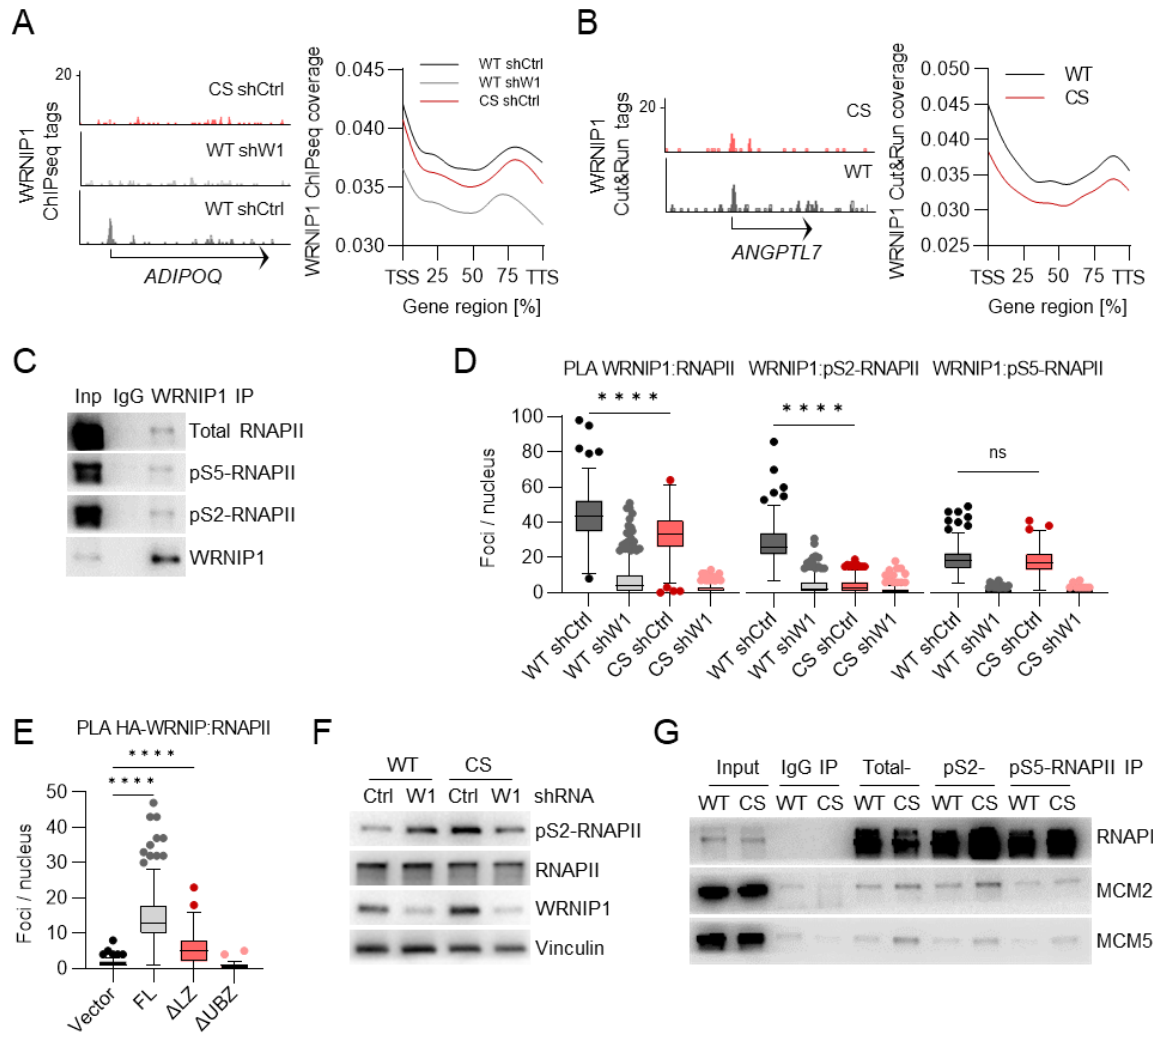 A
WRNIP1
ChIPseq tags
20
CS shCtrl
WT shW1
WT shCtrl
ADIPOQ
WRNIP1 ChIPseq coverage
0.045
0.040
0.035
0.030
WT shCtrl
WT shW1
CS shCtrl
TSS 25 50 75 TTS
Gene region [%]
B
WRNIP1
Cut&Run tags
20
CS
WT
ANGPTL7
WRNIP1 Cut&Run coverage
0.050
0.045
0.040
0.035
0.030
0.025
WT
CS
TSS 25 50 75 TTS
Gene region [%]
C
Inp IgG WRNIP1 IP
Total RNAPII
pS5-RNAPII
pS2-RNAPII
WRNIP1
D
PLA WRNIP1:RNAPII WRNIP1:pS2-RNAPII WRNIP1:pS5-RNAPII
Foci / nucleus
100
80
60
40
20
0
* * * *
* * * *
ns
WT shCtrl
WT shW1
CS shCtrl
CS shW1
WT shCtrl
WT shW1
CS shCtrl
CS shW1
WT shCtrl
WT shW1
CS shCtrl
CS shW1
E
PLA HA-WRNIP:RNAPII
* * * *
* * * *
Foci / nucleus
50
40
30
20
10
0
Vector
FL
ΔLZ
ΔUBZ
F
WT CS
Ctrl W1 Ctrl W1 shRNA
pS2-RNAPII
RNAPII
WRNIP1
Vinculin
G
Input IgG IP Total- pS2- pS5-RNAPII IP
WT CS WT CS WT CS WT CS WT CS
RNAPI
MCM2
MCM5